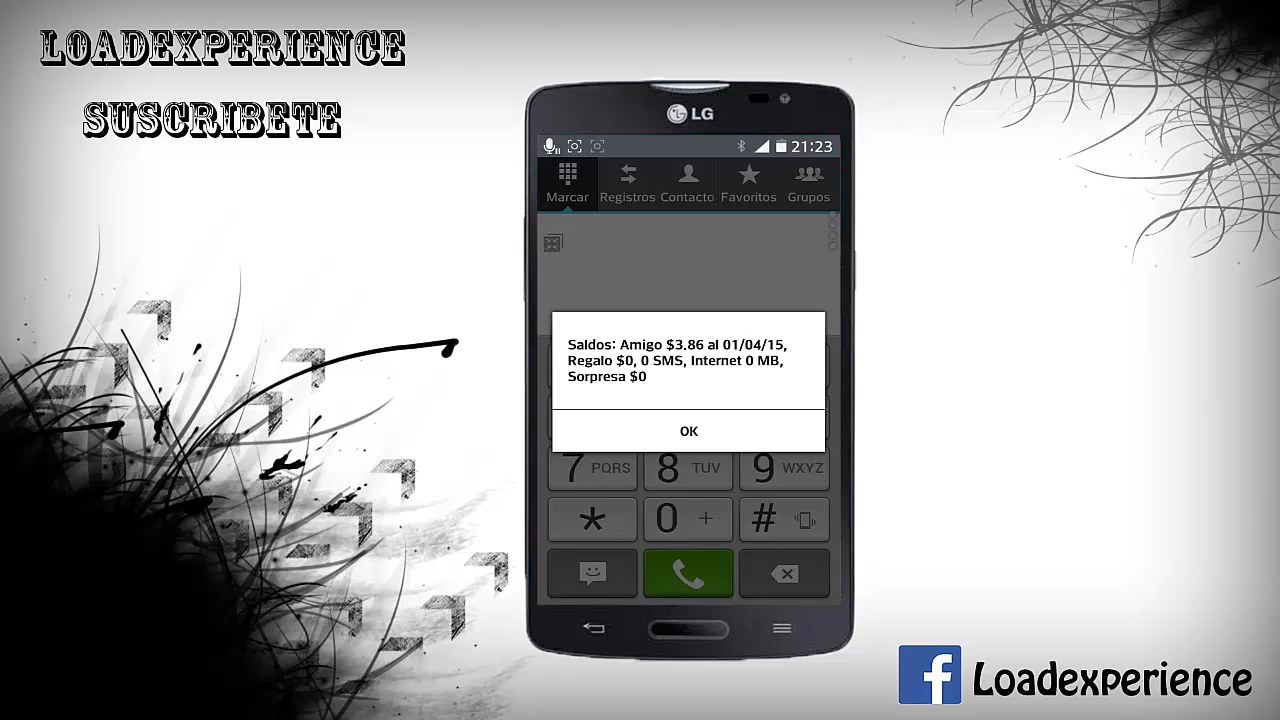 LOADEXPERIENCE
SUSCRIBETE
LG
21:23
Marcar Registros Contacto Favoritos Grupos
Saldos: Amigo $3.86 al 01/04/15,
Regalo $0, 0 SMS, Internet 0 MB,
Sorpresa $0
OK
7 PQRS 8 TUV 9 WXYZ
* 0 + #
f Loadexperience